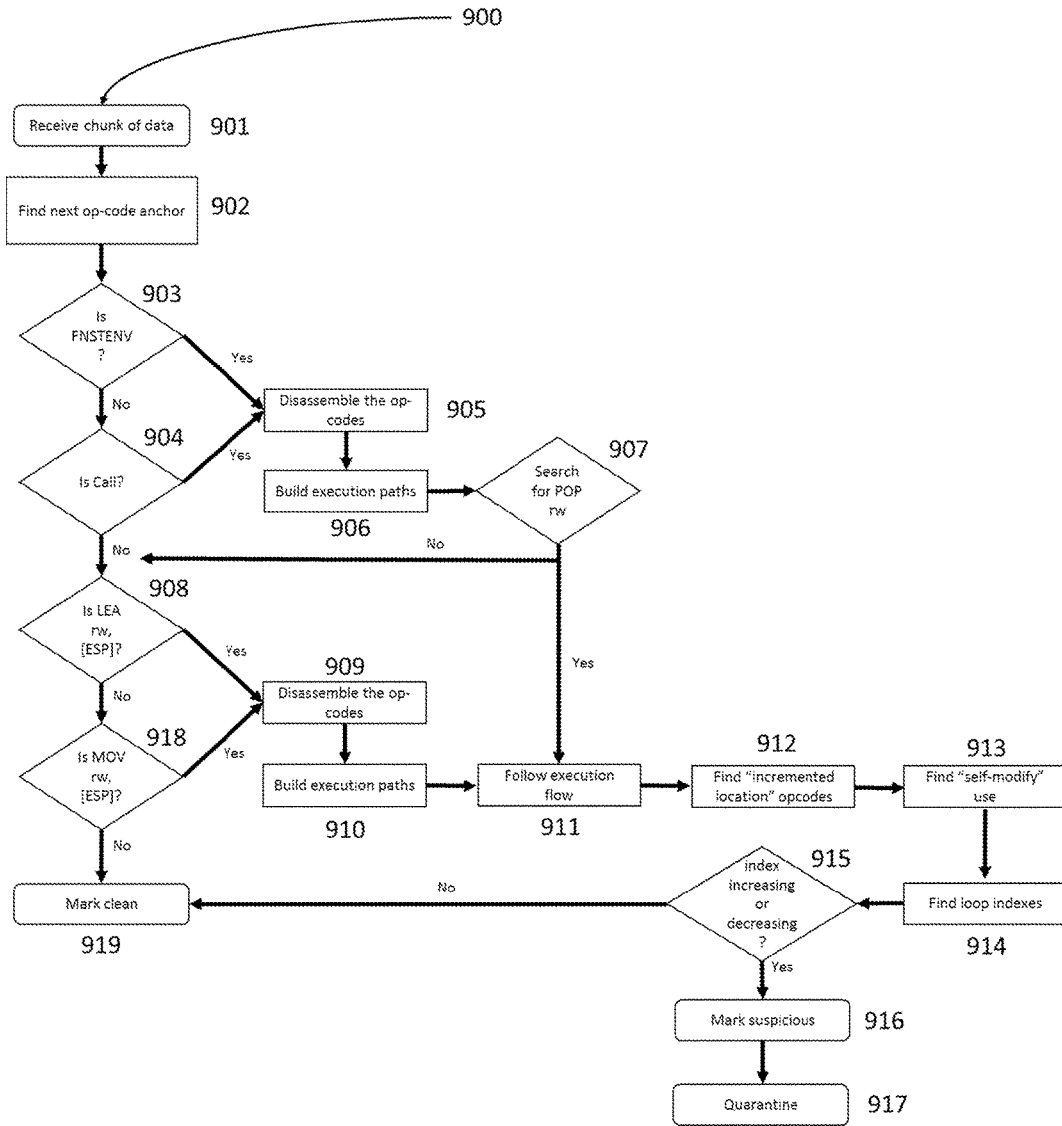 900
Receive chunk of data
901
Find next op-code anchor
902
903
Is
FNSTENV
?
Yes
No
Disassemble the op-
codes
905
904
Is Call?
Yes
907
Search
for POP
rw
Build execution paths
906
No
No
908
Is LEA
rw,
[ESP]?
Yes
Yes
909
Disassemble the op-
codes
No
918
Is MOV
rw,
[ESP]?
Yes
Build execution paths
910
Follow execution
flow
911
912
Find "incremented
location" opcodes
913
Find "self-modify"
use
No
915
index
increasing
or
decreasing
?
No
Mark clean
919
Find loop indexes
914
Yes
Mark suspicious
916
Quarantine
917